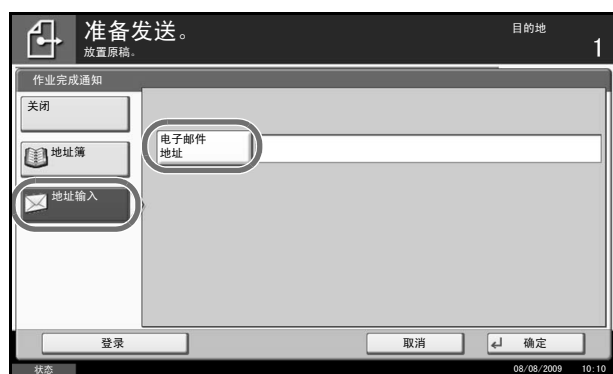 准备发送。
放置原稿。
目的地
1
作业完成通知
关闭
地址簿
地址输入
电子邮件
地址
登录
取消
确定
状态
08/08/2009 10:10